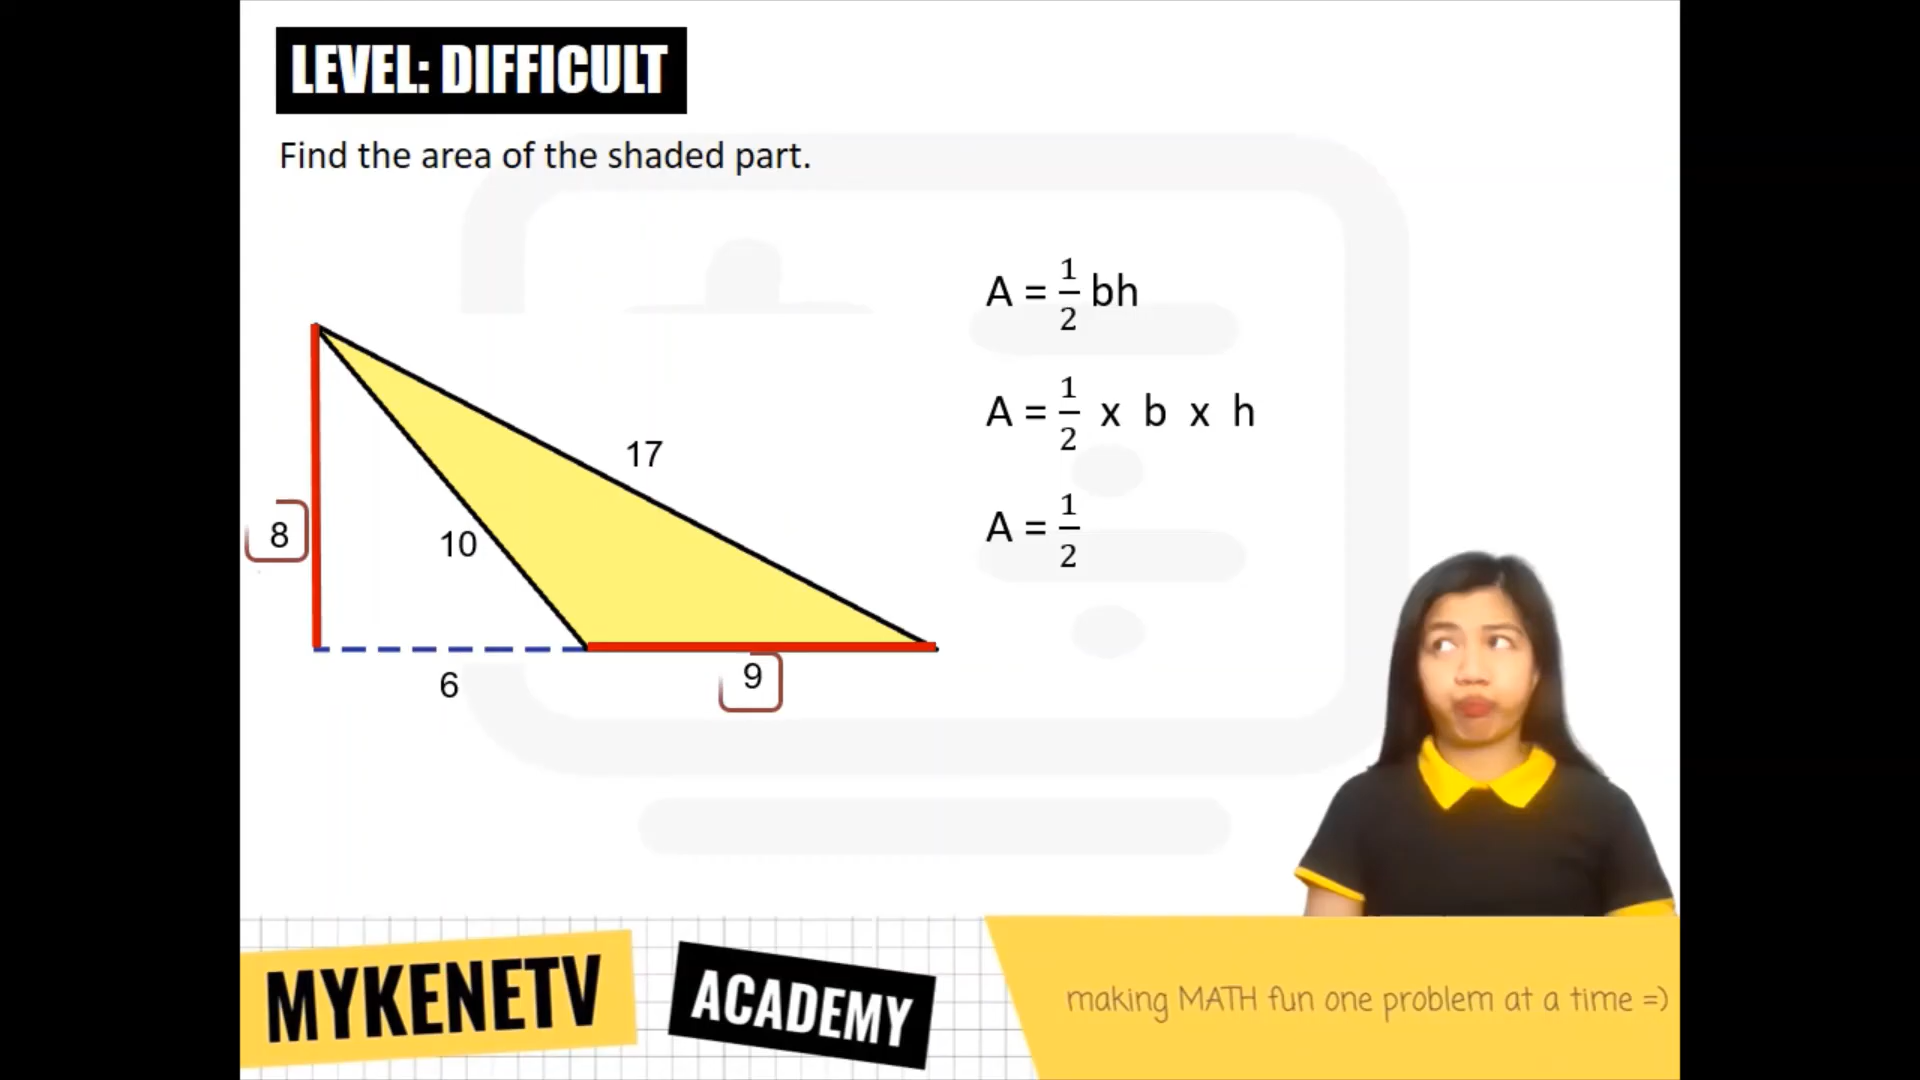 LEVEL: DIFFICULT
Find the area of the shaded part.
A = 1/2 bh
A = 1/2 x b x h
A = 1/2
17
8
10
6
9
MYKENETV
ACADEMY
making MATH fun one problem at a time =)